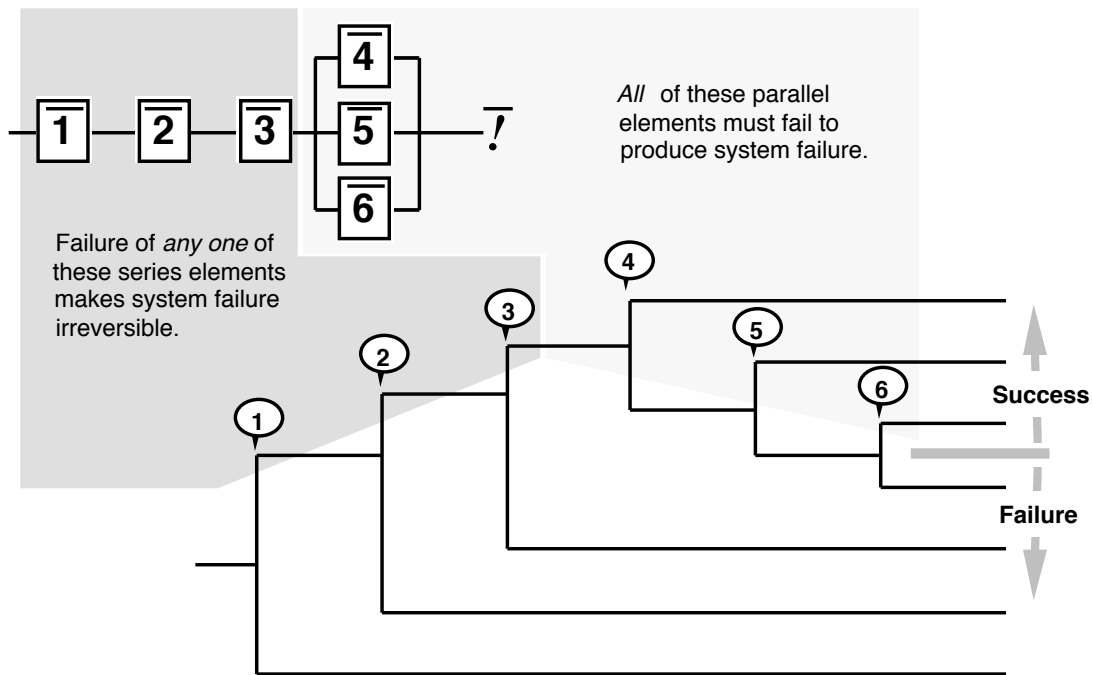 4̅
1̅ 2̅ 3̅ 5̅ !̅
6̅
All of these parallel
elements must fail to
produce system failure.
Failure of any one of
these series elements
makes system failure
irreversible.
4
3
5
2
6
1
Success
Failure